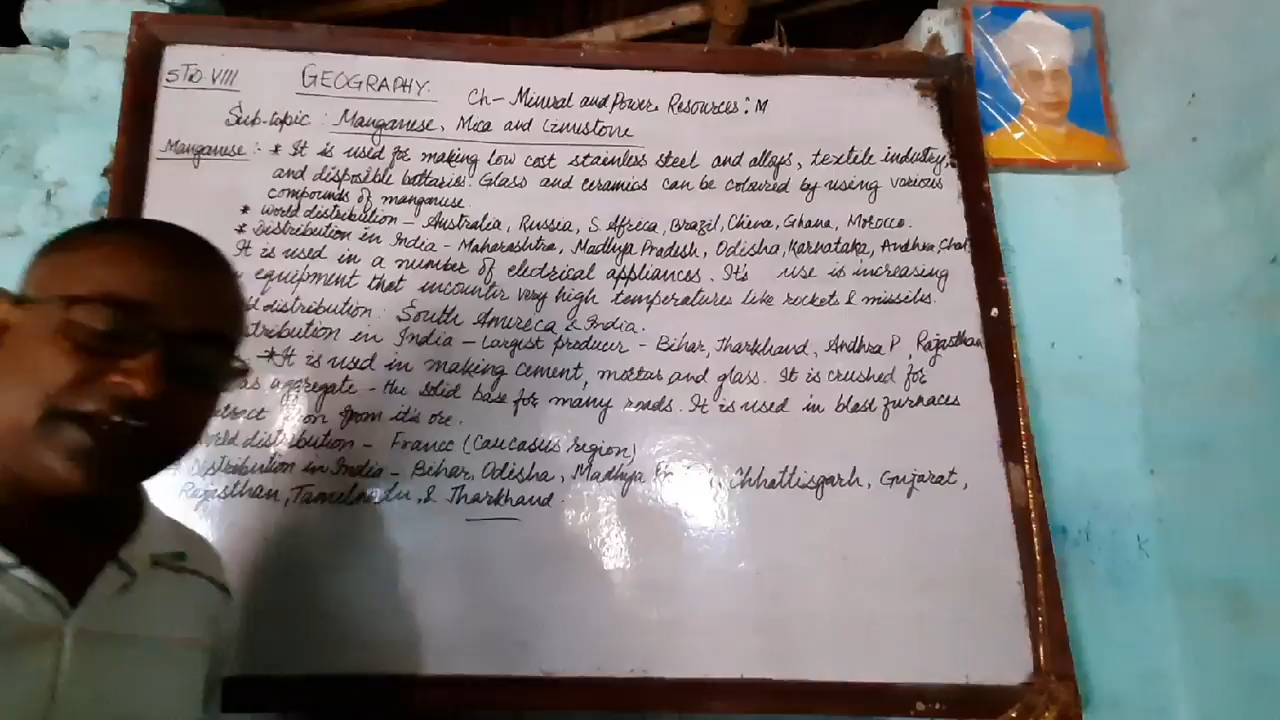 STD. VIII GEOGRAPHY. Ch- Mineral and Power Resources: M
Sub-topic : Manganese, Mica and Limestone
Manganese :- * It is used for making low cost stainless steel and alloys, textile industry,
and disposible battaries. Glass and ceramics can be coloured by using various
compounds of manganese.
* World distribution - Australia, Russia, S. Africa, Brazil, China, Ghana, Morocco.
* Distribution in India - Maharashtra, Madhya Pradesh, Odisha, Karnataka, Andhra, Chat
It is used in a number of electrical appliances. It's use is increasing
equipment that incounter very high temperatures like rockets & missiles.
d distribution: South America & India.
tribution in India - Largest producer - Bihar, Jharkhand, Andhra P, Rajasthan
* It is used in making cement, mortar and glass. It is crushed for
as aggregate - the solid base for many roads. It is used in blast furnaces
from it's ore.
World distribution - France (Caucasus region)
Distribution in India - Bihar, Odisha, Madhya Chhattisgarh, Gujarat,
Rajasthan, Tamelnadu, & Jharkhand.